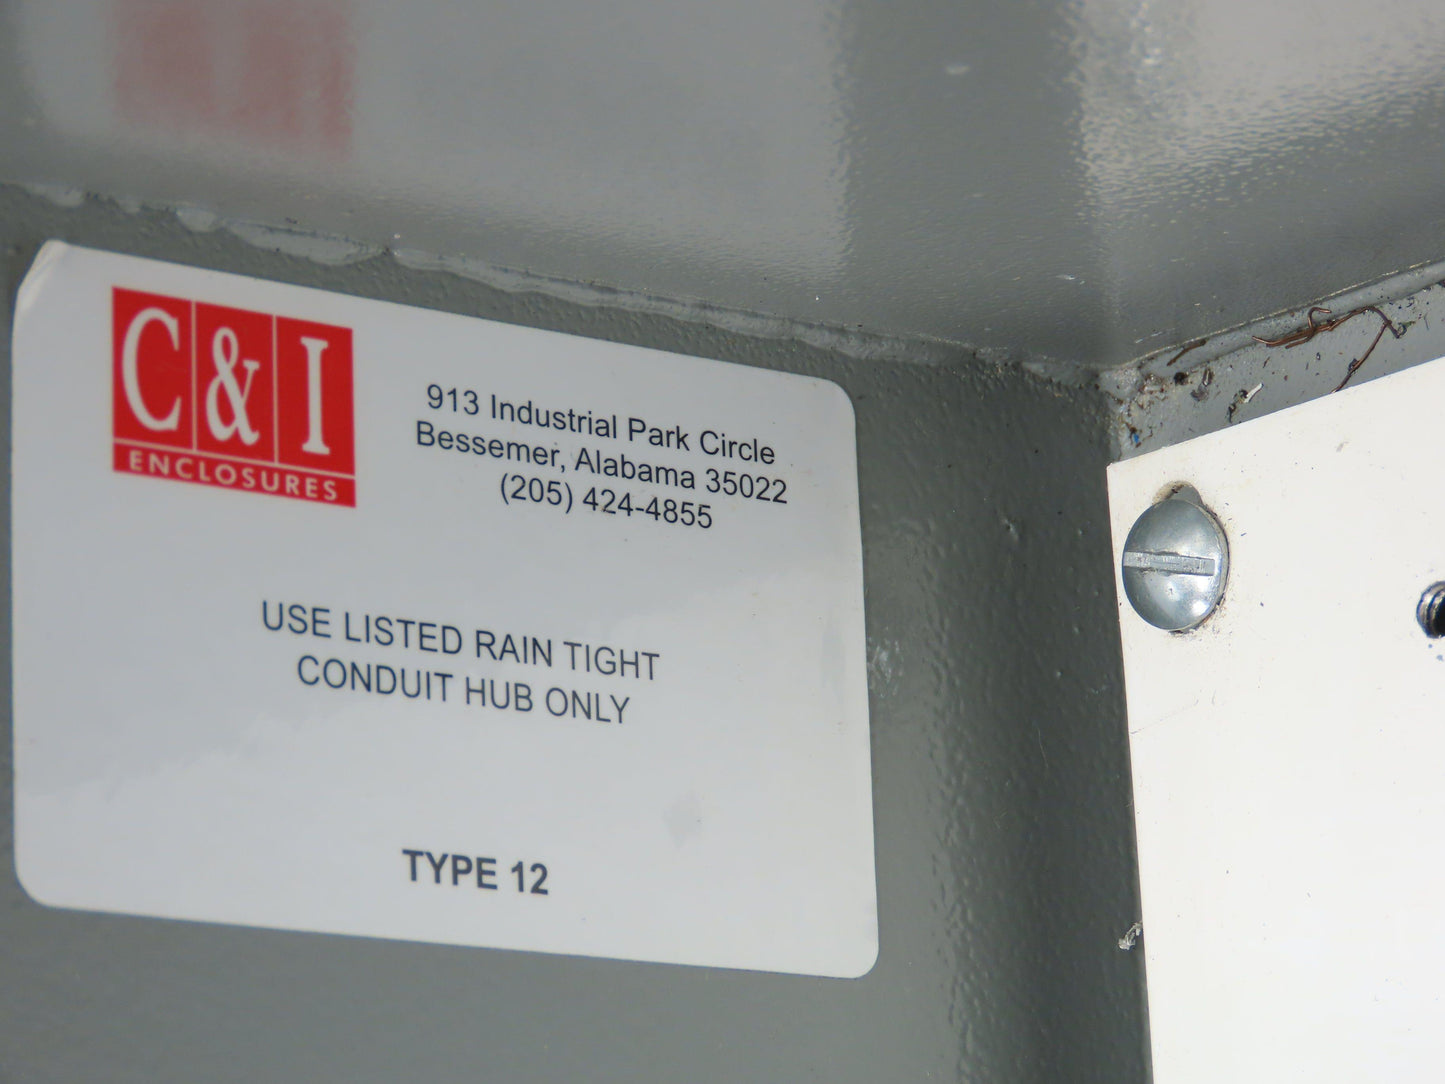 C&I
ENCLOSURES
913 Industrial Park Circle
Bessemer, Alabama 35022
(205) 424-4855
USE LISTED RAIN TIGHT
CONDUIT HUB ONLY
TYPE 12